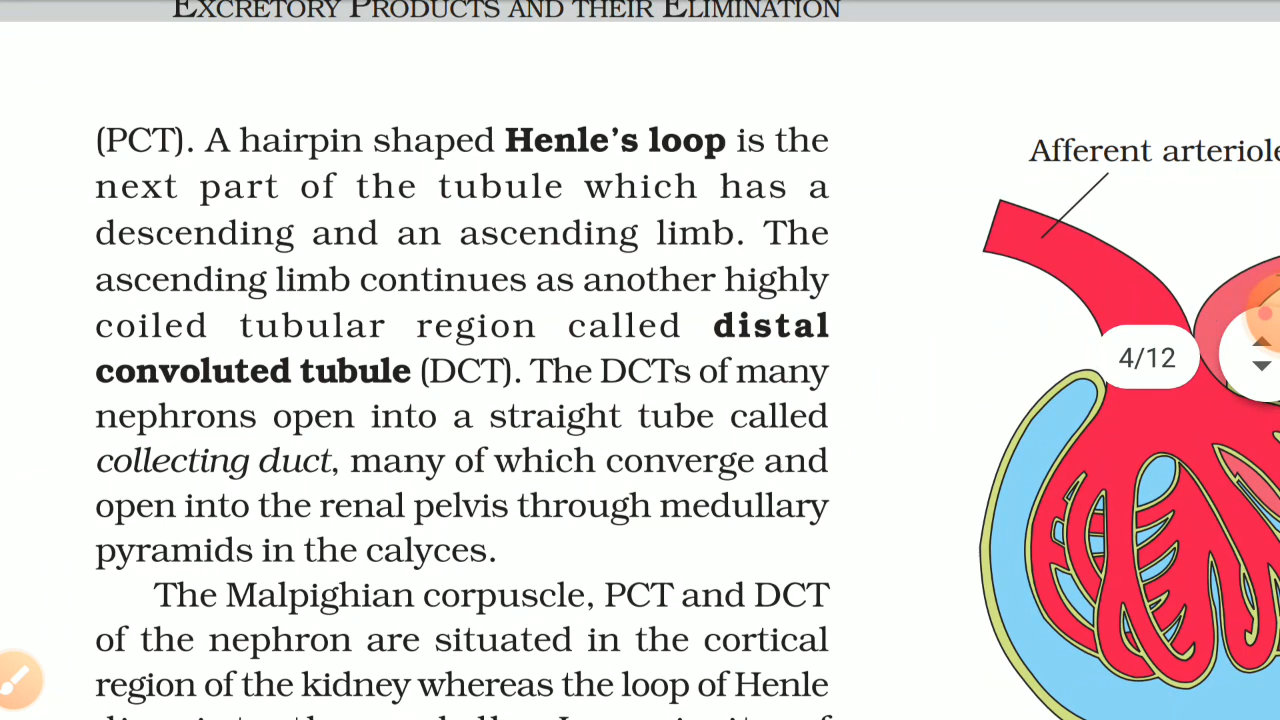 EXCRETORY PRODUCTS AND THEIR ELIMINATION
(PCT). A hairpin shaped Henle's loop is the
next part of the tubule which has a
descending and an ascending limb. The
ascending limb continues as another highly
coiled tubular region called distal
convoluted tubule (DCT). The DCTs of many
nephrons open into a straight tube called
collecting duct, many of which converge and
open into the renal pelvis through medullary
pyramids in the calyces.
The Malpighian corpuscle, PCT and DCT
of the nephron are situated in the cortical
region of the kidney whereas the loop of Henle
Afferent arteriole
4/12